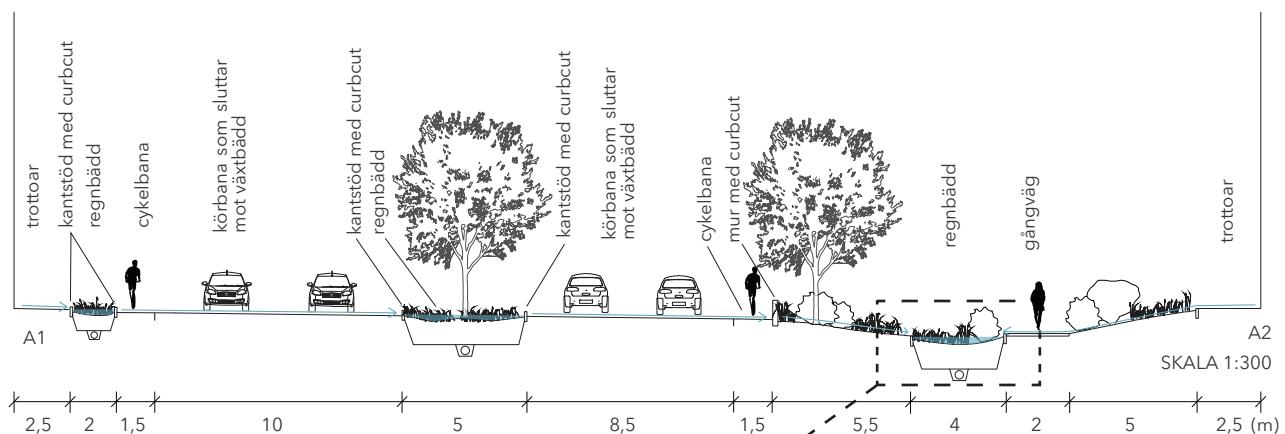 trottoar
kantstöd med curbcut
regnbädd
cykelbana
körbana som sluttar
mot växtbädd
kantstöd med curbcut
regnbädd
kantstöd med curbcut
körbana som sluttar
mot växtbädd
cykelbana
mur med curbcut
regnbädd
gångväg
trottoar
A1
A2
SKALA 1:300
2,5 2 1,5 10 5 8,5 1,5 5,5 4 2 5 2,5 (m)